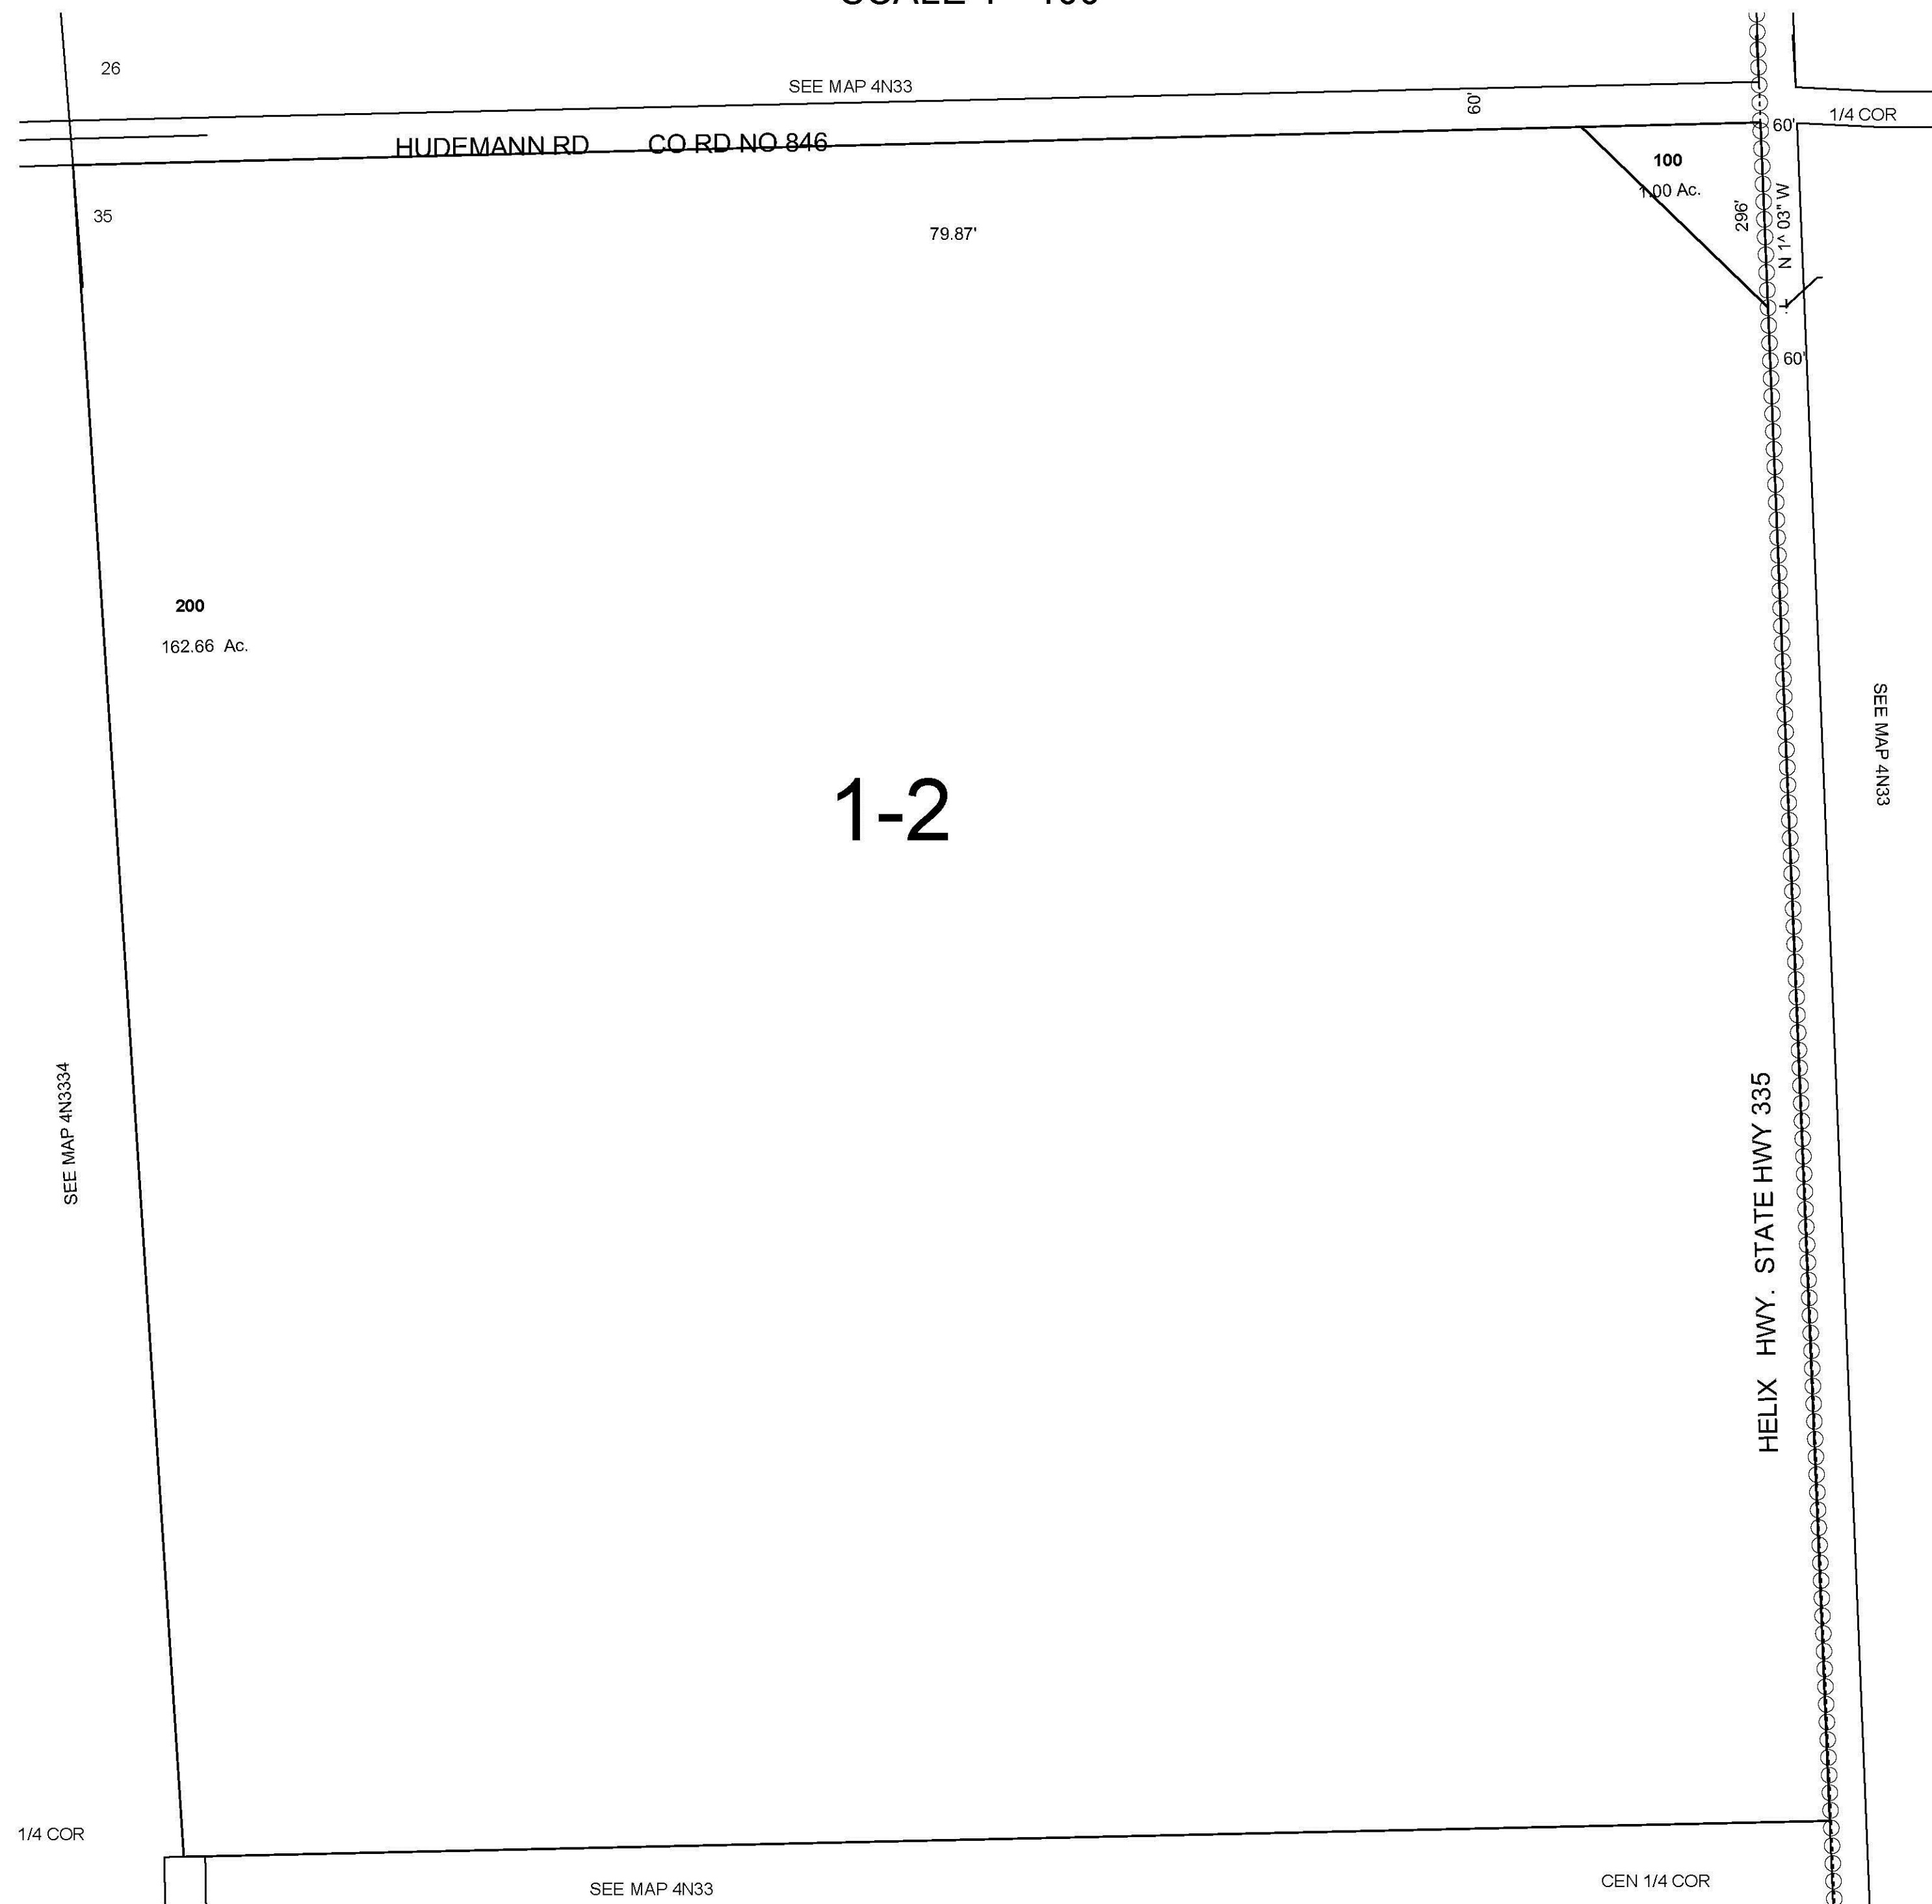 26
SEE MAP 4N33
60'
1/4 COR
60'
HUDEMANN RD CO RD NO 846
100
1.00 Ac.
35
296'
N 1^ 03" W
79.87'
60'
200
162.66 Ac.
1-2
SEE MAP 4N33
SEE MAP 4N3334
HELIX HWY. STATE HWY 335
1/4 COR
SEE MAP 4N33
CEN 1/4 COR